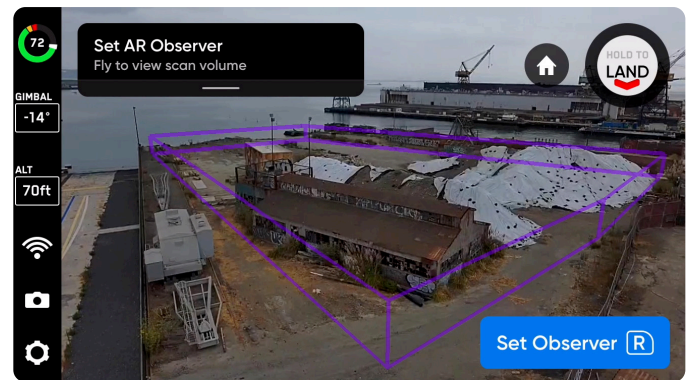 72
Set AR Observer
Fly to view scan volume
HOLD TO
LAND
GIMBAL
-14°
ALT
70ft
Set Observer R